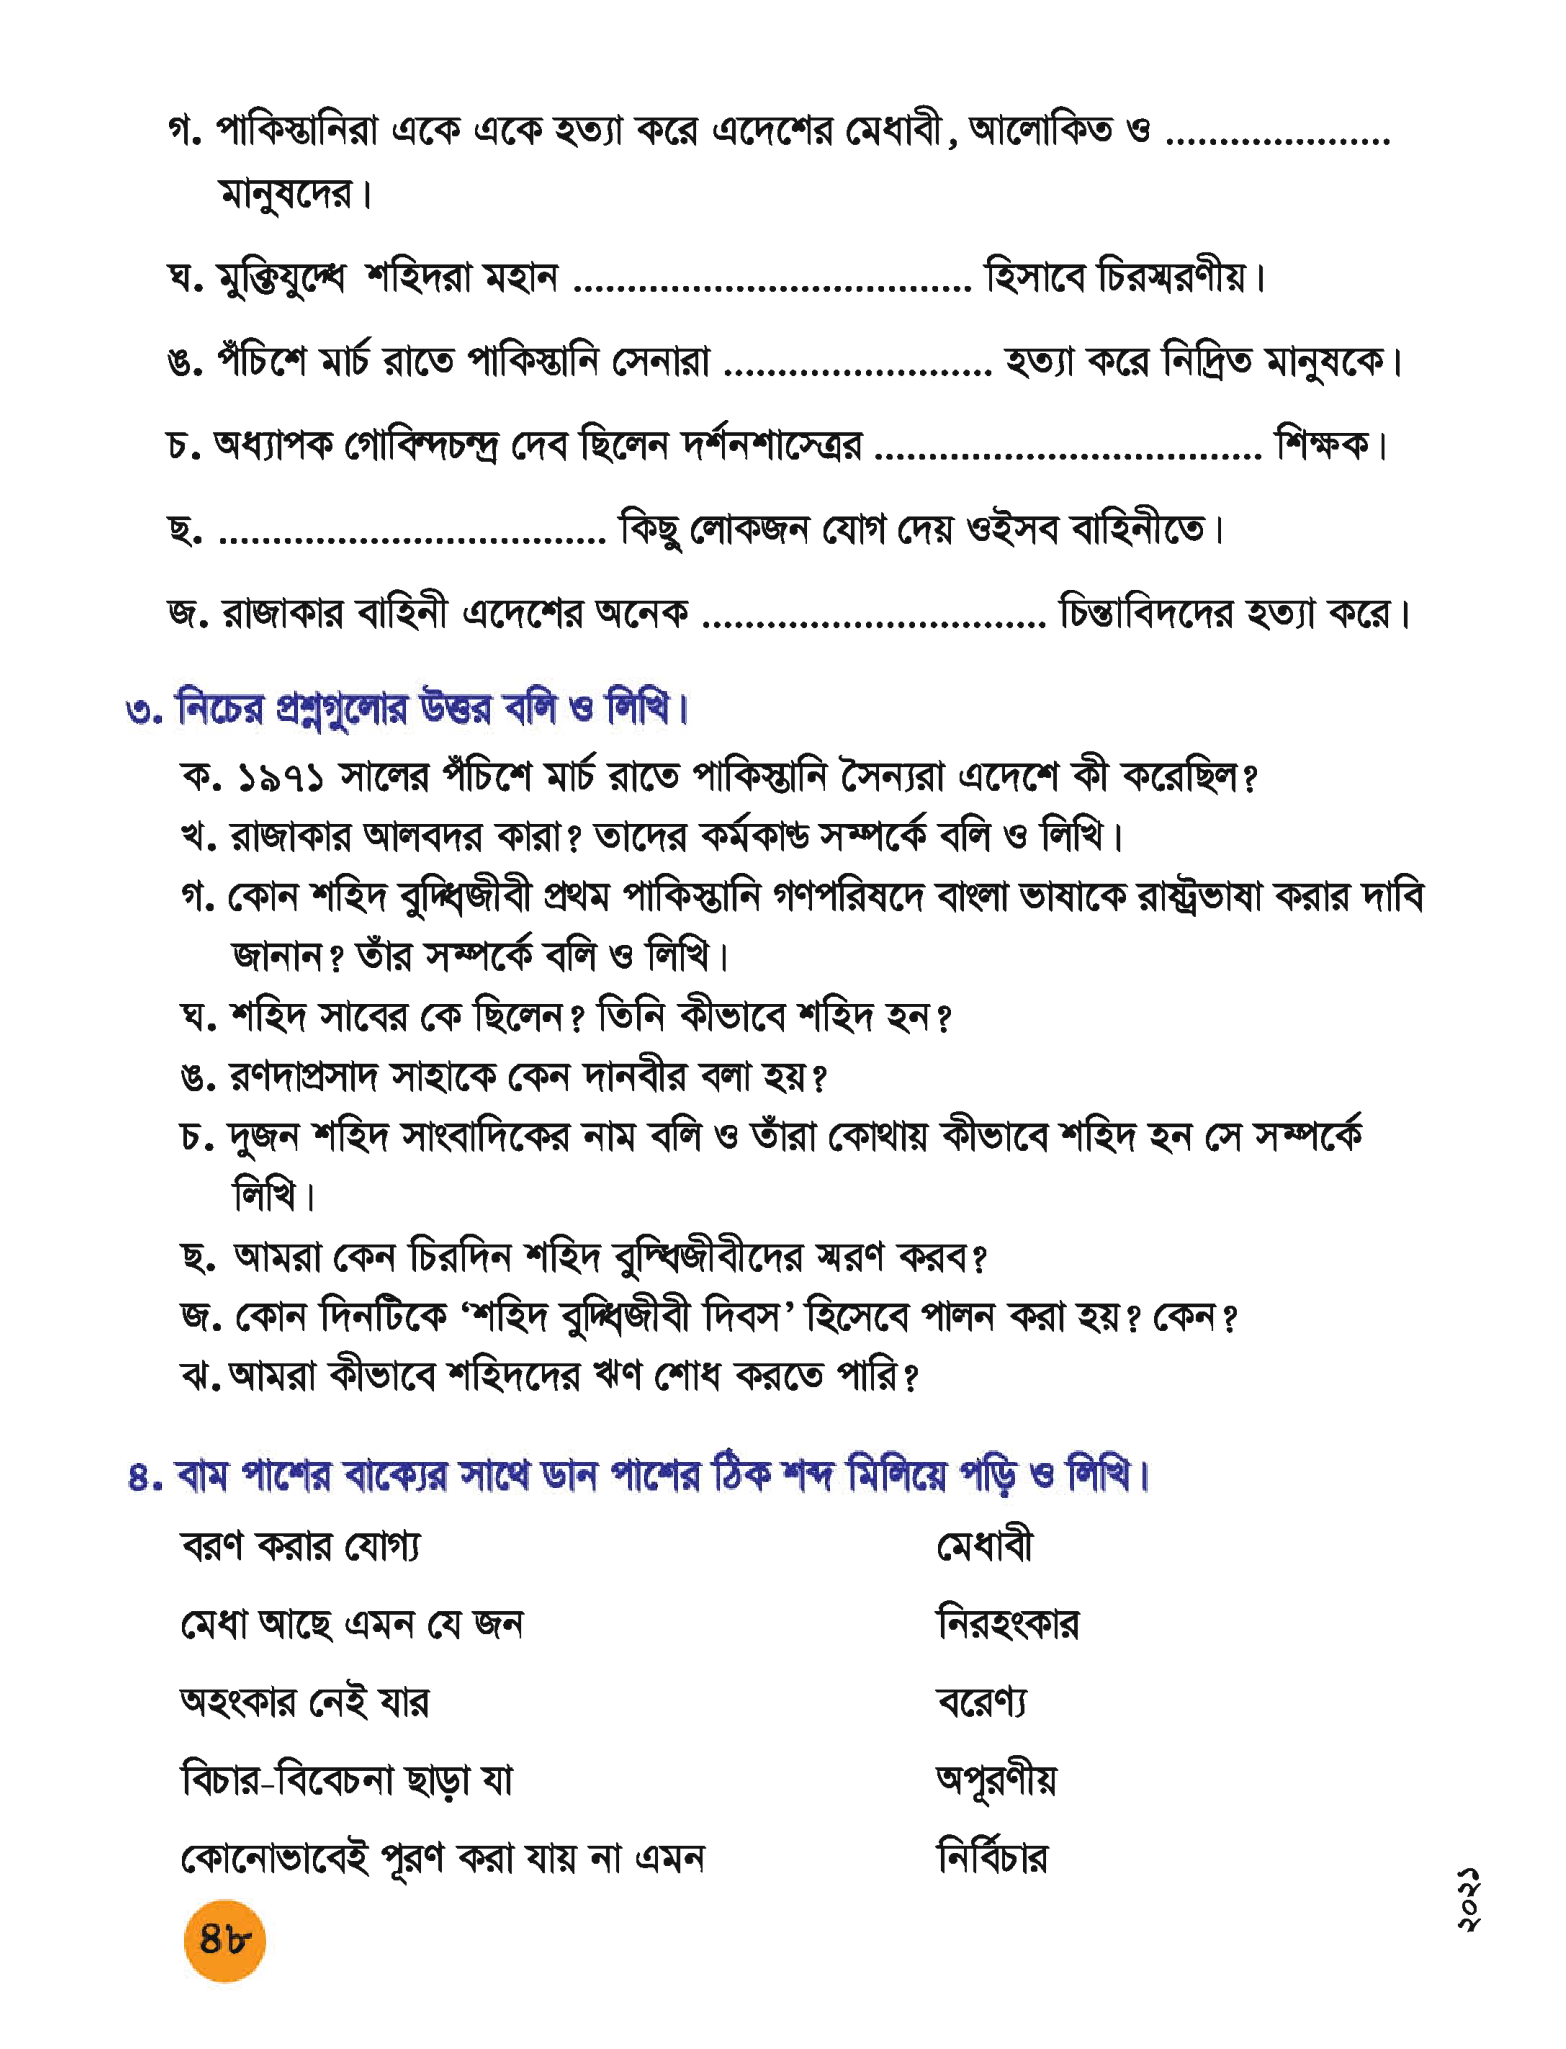 গ. পাকিস্তানিরা একে একে হত্যা করে এদেশের মেধাবী, আলোকিত ও .....................
মানুষদের।
ঘ. মুক্তিযুদ্ধে শহিদরা মহান ..................................... হিসাবে চিরস্মরণীয়।
ঙ. পঁচিশে মার্চ রাতে পাকিস্তানি সেনারা ......................... হত্যা করে নিদ্রিত মানুষকে।
চ. অধ্যাপক গোবিন্দচন্দ্র দেব ছিলেন দর্শনশাস্ত্রের .................................... শিক্ষক।
ছ. .................................... কিছু লোকজন যোগ দেয় ওইসব বাহিনীতে।
জ. রাজাকার বাহিনী এদেশের অনেক ................................ চিন্তাবিদদের হত্যা করে।
৩. নিচের প্রশ্নগুলোর উত্তর বলি ও লিখি।
ক. ১৯৭১ সালের পঁচিশে মার্চ রাতে পাকিস্তানি সৈন্যরা এদেশে কী করেছিল?
খ. রাজাকার আলবদর কারা? তাদের কর্মকাণ্ড সম্পর্কে বলি ও লিখি।
গ. কোন শহিদ বুদ্ধিজীবী প্রথম পাকিস্তানি গণপরিষদে বাংলা ভাষাকে রাষ্ট্রভাষা করার দাবি
জানান? তাঁর সম্পর্কে বলি ও লিখি।
ঘ. শহিদ সাবের কে ছিলেন? তিনি কীভাবে শহিদ হন?
ঙ. রণদাপ্রসাদ সাহাকে কেন দানবীর বলা হয়?
চ. দুজন শহিদ সাংবাদিকের নাম বলি ও তাঁরা কোথায় কীভাবে শহিদ হন সে সম্পর্কে
লিখি।
ছ. আমরা কেন চিরদিন শহিদ বুদ্ধিজীবীদের স্মরণ করব?
জ. কোন দিনটিকে ‘শহিদ বুদ্ধিজীবী দিবস’ হিসেবে পালন করা হয়? কেন?
ঝ. আমরা কীভাবে শহিদদের ঋণ শোধ করতে পারি?
৪. বাম পাশের বাক্যের সাথে ডান পাশের ঠিক শব্দ মিলিয়ে পড়ি ও লিখি।
বরণ করার যোগ্য মেধাবী
মেধা আছে এমন যে জন নিরহংকার
অহংকার নেই যার বরেণ্য
বিচার-বিবেচনা ছাড়া যা অপূরণীয়
কোনোভাবেই পূরণ করা যায় না এমন নির্বিচার
৪৮
২০২১